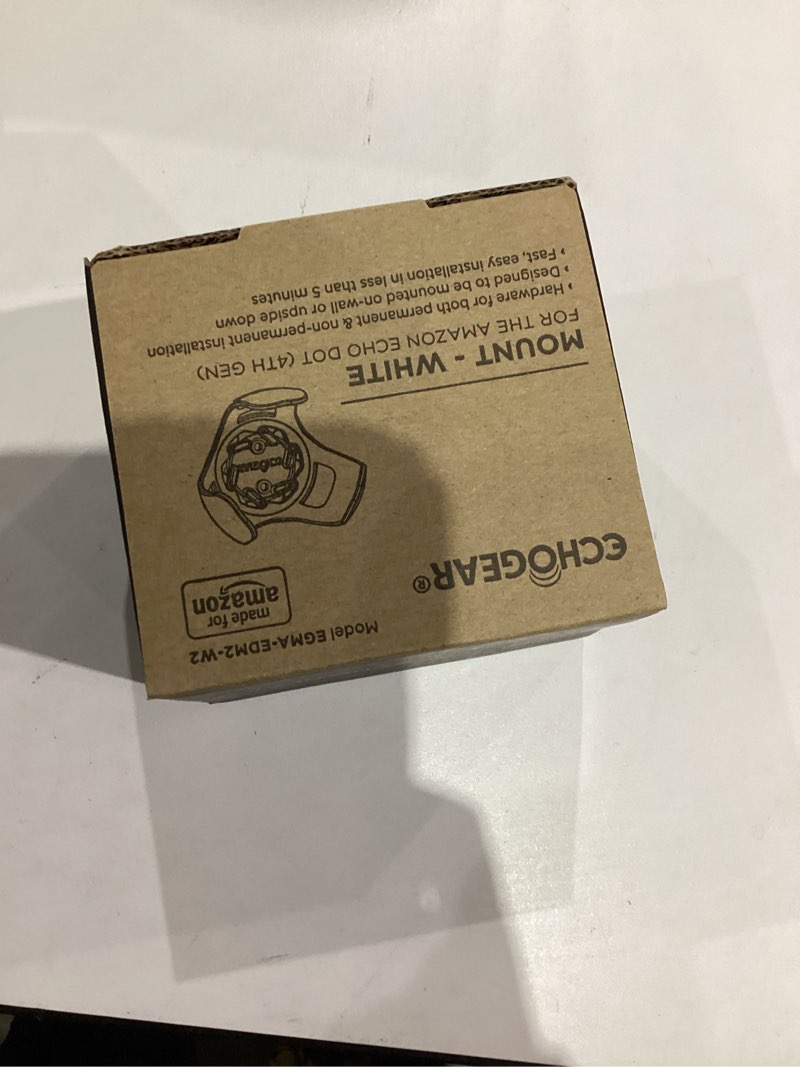 Model EGMA-EDM2-W2
made for
amazon
ECHOGEAR®
MOUNT - WHITE
FOR THE AMAZON ECHO DOT (4TH GEN)
› Hardware for both permanent & non-permanent installation
› Designed to be mounted on-wall or upside down
› Fast, easy installation in less than 5 minutes